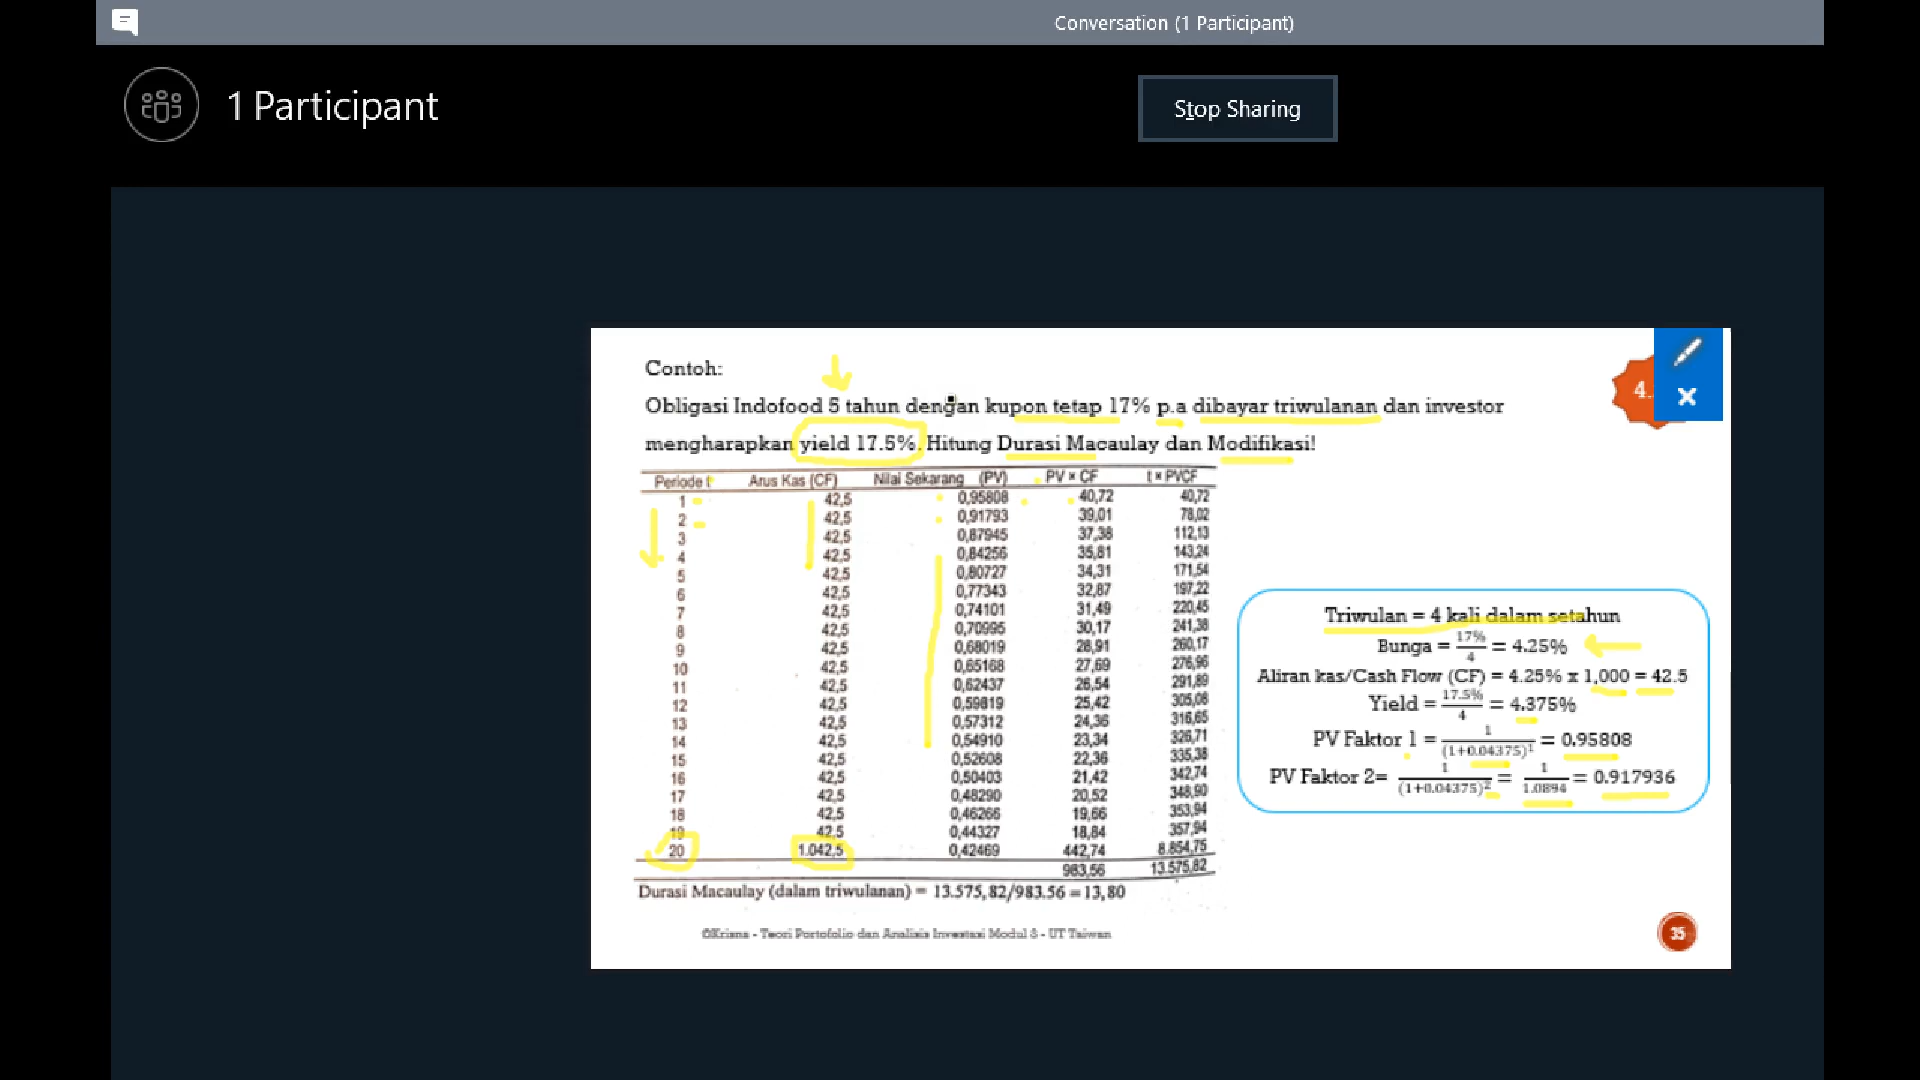 Conversation (1 Participant)
1 Participant
Stop Sharing
Contoh:
4.
Obligasi Indofood 5 tahun dengan kupon tetap 17% p.a dibayar triwulanan dan investor
mengharapkan yield 17.5%. Hitung Durasi Macaulay dan Modifikasi!
Periode t Arus Kas (CF) Nilai Sekarang (PV) PV × CF t × PVCF
1 42,5 0,95808 40,72 40,72
2 42,5 0,91793 39,01 78,02
3 42,5 0,87945 37,38 112,13
4 42,5 0,84256 35,81 143,24
5 42,5 0,80727 34,31 171,54
6 42,5 0,77343 32,87 197,22
7 42,5 0,74101 31,49 220,45
8 42,5 0,70995 30,17 241,38
9 42,5 0,68019 28,91 260,17
10 42,5 0,65168 27,69 276,96
11 42,5 0,62437 26,54 291,89
12 42,5 0,59819 25,42 305,08
13 42,5 0,57312 24,36 316,65
14 42,5 0,54910 23,34 326,71
15 42,5 0,52608 22,36 335,38
16 42,5 0,50403 21,42 342,74
17 42,5 0,48290 20,52 348,90
18 42,5 0,46266 19,66 353,94
19 42,5 0,44327 18,84 357,94
20 1.042,5 0,42469 442,74 8.854,75
983,56 13.575,82
Durasi Macaulay (dalam triwulanan) = 13.575,82/983.56 = 13,80
Triwulan = 4 kali dalam setahun
Bunga = 17%/4 = 4.25%
Aliran kas/Cash Flow (CF) = 4.25% x 1,000 = 42.5
Yield = 17.5%/4 = 4.375%
PV Faktor 1 = 1/(1+0.04375)¹ = 0.95808
PV Faktor 2= 1/(1+0.04375)² = 1/1.0894 = 0.917936
©Krisna - Teori Portofolio dan Analisis Investasi Modul 8 - UT Taiwan
35